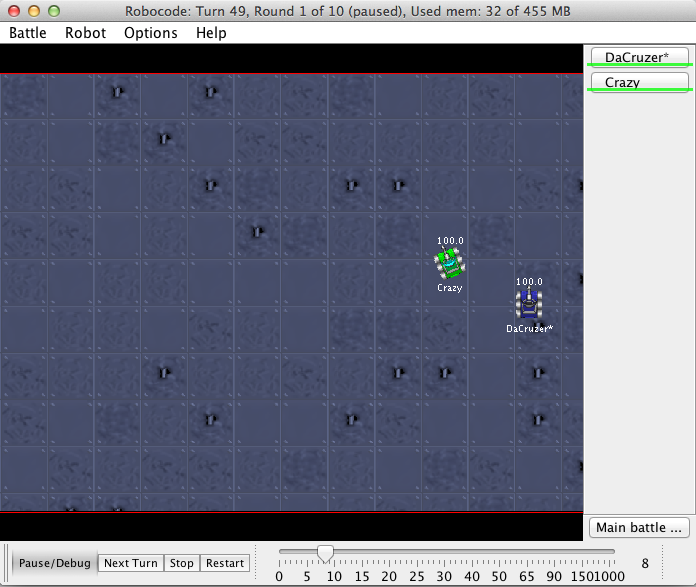 Robocode: Turn 49, Round 1 of 10 (paused), Used mem: 32 of 455 MB
Battle Robot Options Help
DaCruzer*
Crazy
100.0
Crazy
100.0
DaCruzer*
Main battle ...
Pause/Debug Next Turn Stop Restart
0 5 10 15 20 25 30 40 50 65 90 150 1000
8